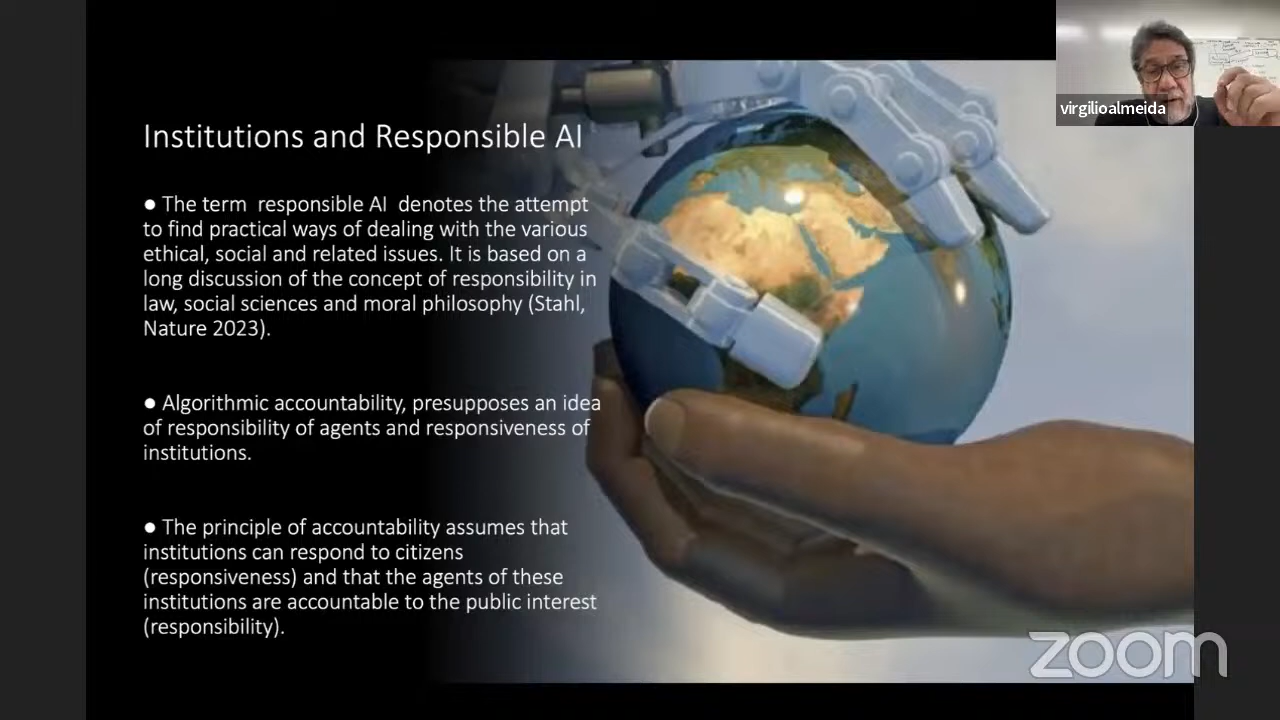 virgilioalmeida
Institutions and Responsible AI
● The term responsible AI denotes the attempt
to find practical ways of dealing with the various
ethical, social and related issues. It is based on a
long discussion of the concept of responsibility in
law, social sciences and moral philosophy (Stahl,
Nature 2023).
● Algorithmic accountability, presupposes an idea
of responsibility of agents and responsiveness of
institutions.
● The principle of accountability assumes that
institutions can respond to citizens
(responsiveness) and that the agents of these
institutions are accountable to the public interest
(responsibility).
zoom